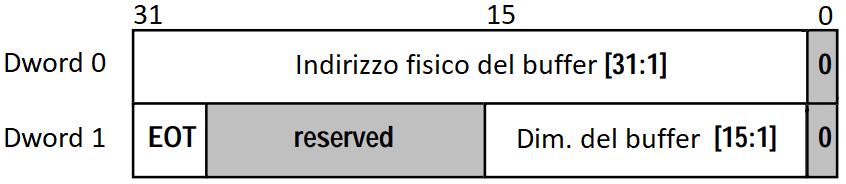 31 15 0
Dword 0 Indirizzo fisico del buffer [31:1] 0
Dword 1 EOT reserved Dim. del buffer [15:1] 0